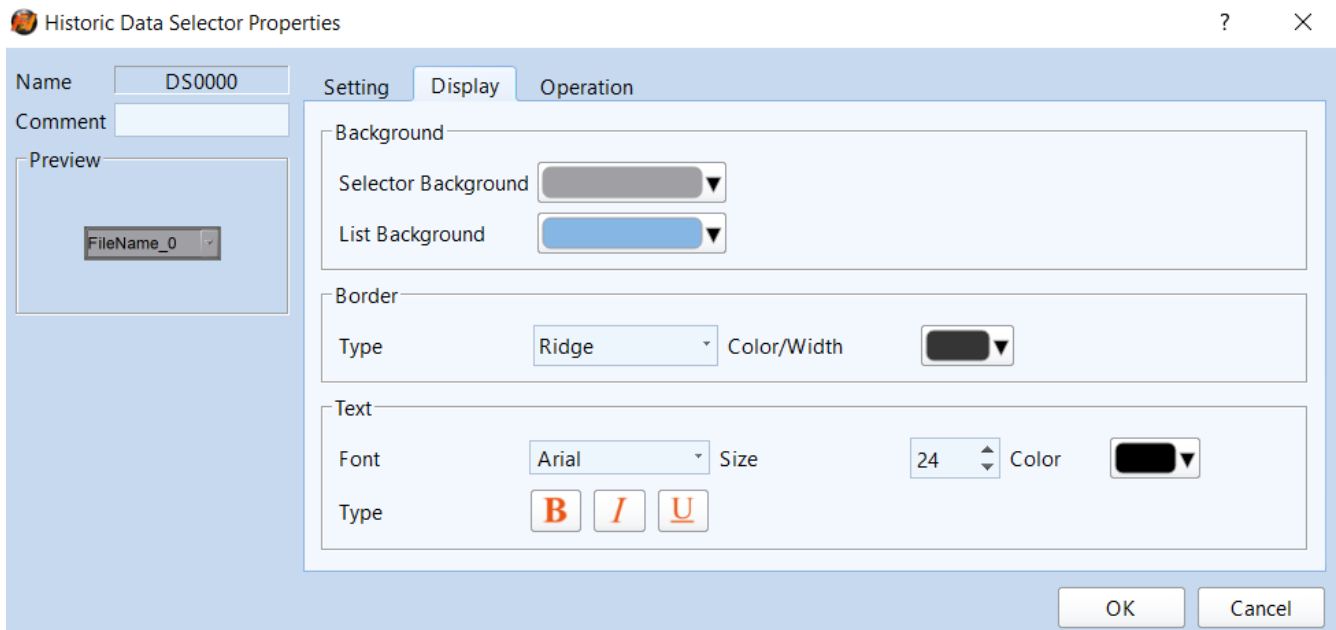 Historic Data Selector Properties ? ×
Name DS0000
Comment
Preview
FileName_0
Setting Display Operation
Background
Selector Background
List Background
Border
Type Ridge Color/Width
Text
Font Arial Size 24 Color
Type B I U
OK Cancel